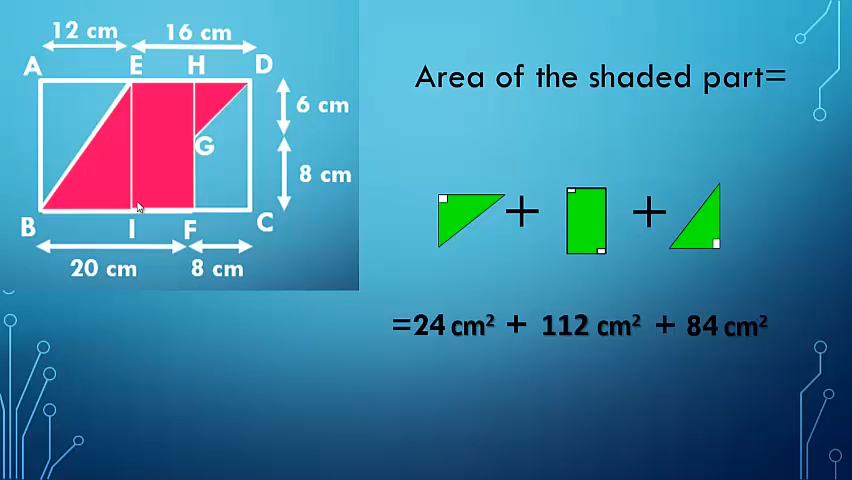 12 cm 16 cm
A E H D
6 cm
G
8 cm
B I F C
20 cm 8 cm
Area of the shaded part=
+ +
=24 cm² + 112 cm² + 84 cm²